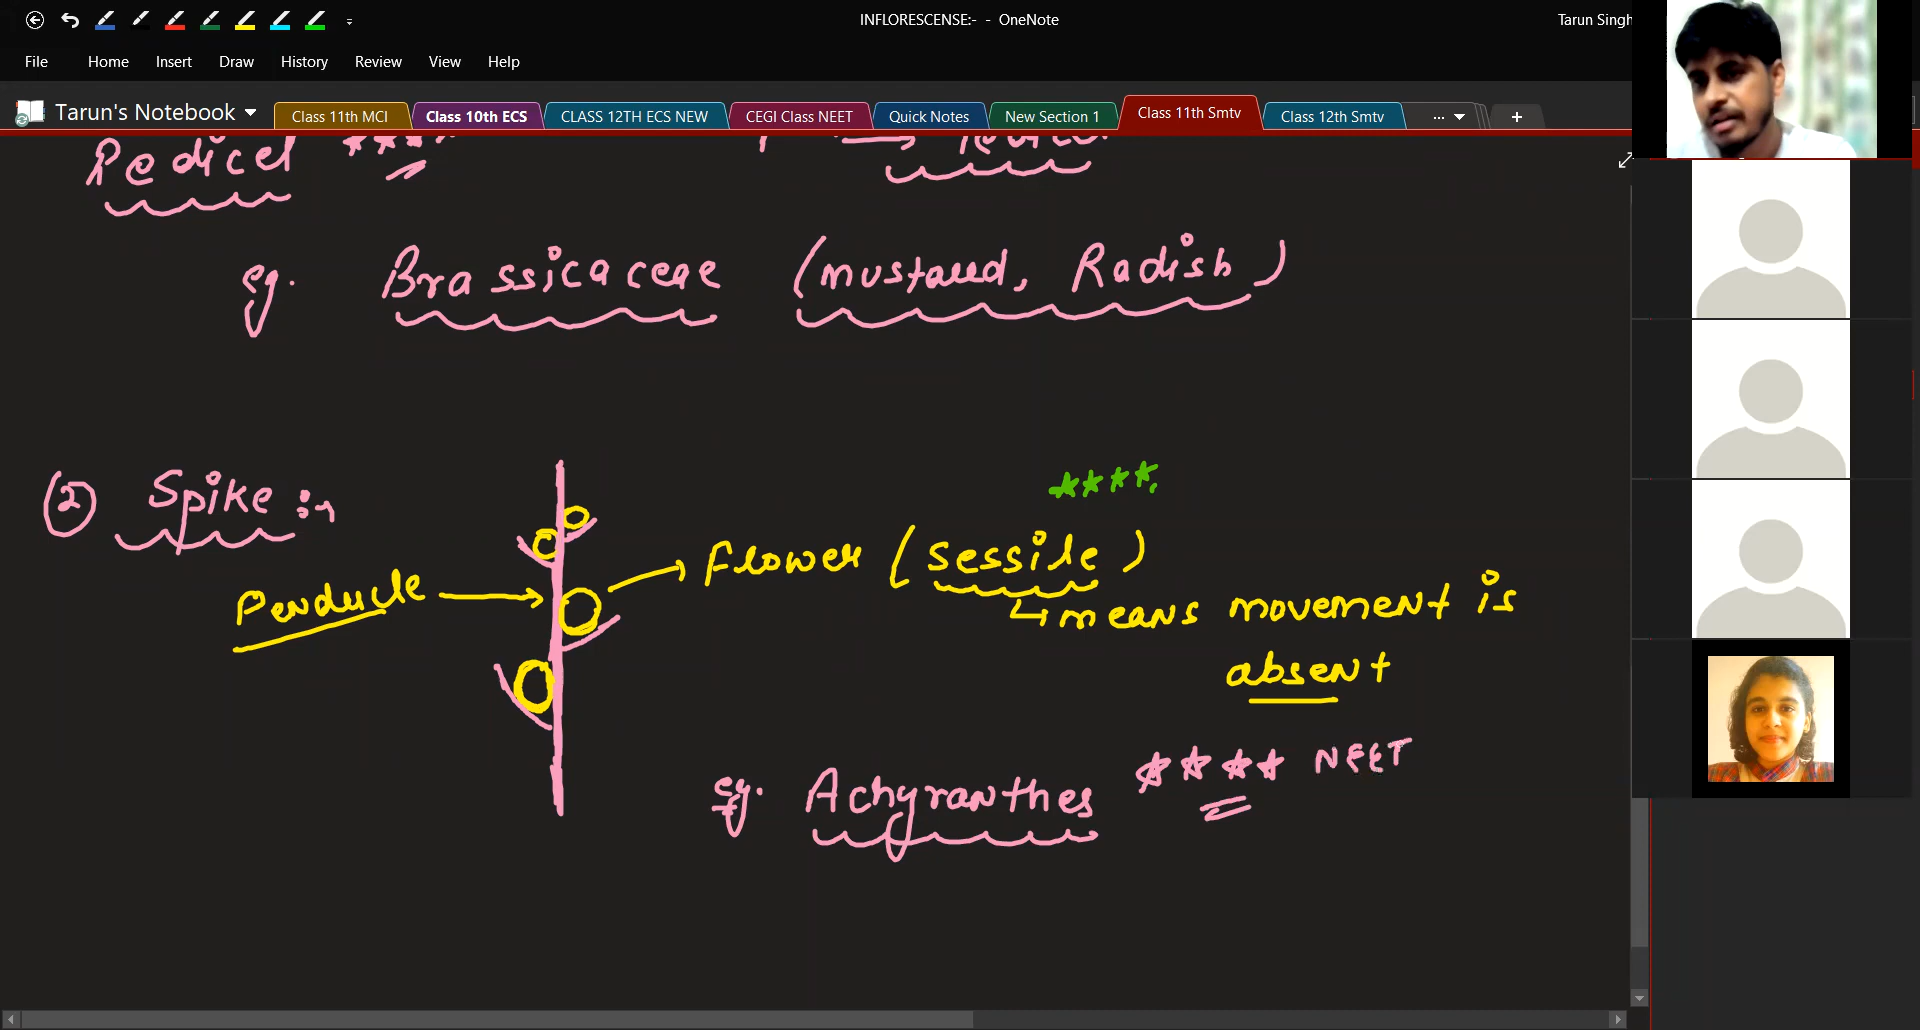 INFLORESCENSE:- - OneNote
Tarun Singh
File Home Insert Draw History Review View Help
Tarun's Notebook
Class 11th MCI Class 10th ECS CLASS 12TH ECS NEW CEGI Class NEET Quick Notes New Section 1 Class 11th Smtv Class 12th Smtv ... +
Pedicel ****
eg. Brassicaceae (mustard, Radish)
② Spike :-
****
Flower (sessile)
Penducle
means movement is
absent
eg. Achyranthes **** NEET